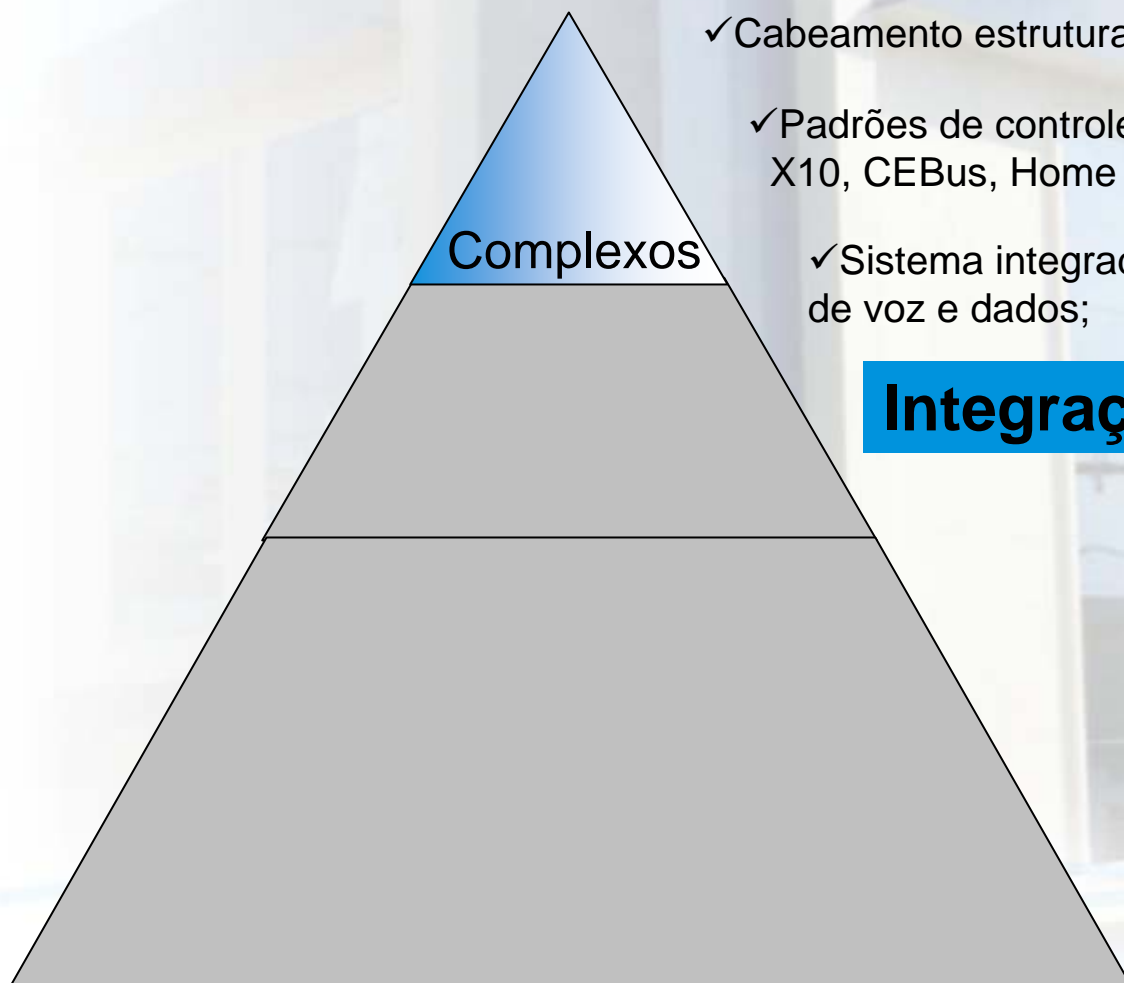 ✓Cabeamento estrutura
✓Padrões de controle
X10, CEBus, Home
Complexos
✓Sistema integrad
de voz e dados;
Integraç